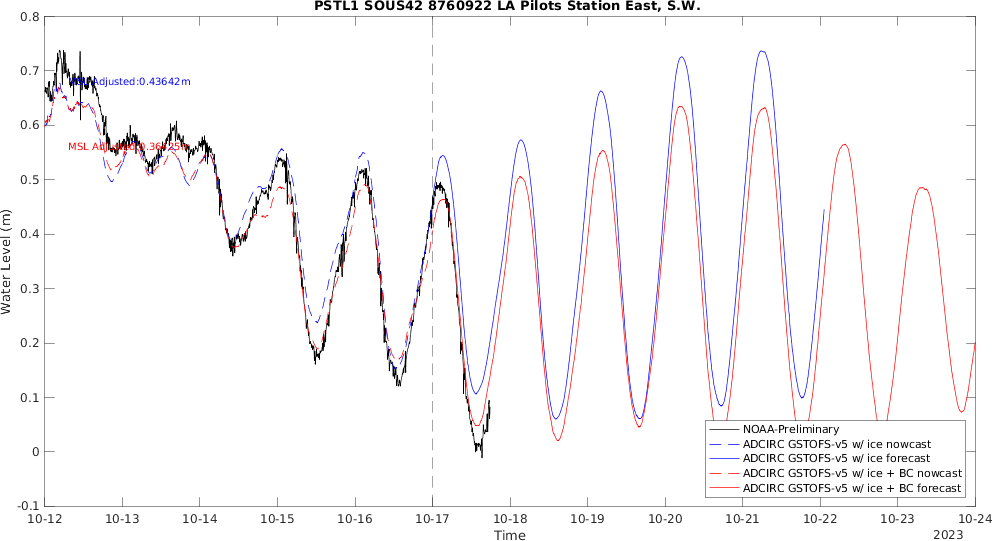 PSTL1 SOUS42 8760922 LA Pilots Station East, S.W.
0.8
0.7
0.6
0.5
0.4
0.3
0.2
0.1
0
-0.1
Water Level (m)
Adjusted:0.43642m
MSL
NOAA-Preliminary
ADCIRC GSTOFS-v5 w/ ice nowcast
ADCIRC GSTOFS-v5 w/ ice forecast
ADCIRC GSTOFS-v5 w/ ice + BC nowcast
ADCIRC GSTOFS-v5 w/ ice + BC forecast
10-12 10-13 10-14 10-15 10-16 10-17 10-18 10-19 10-20 10-21 10-22 10-23 10-24
Time
2023